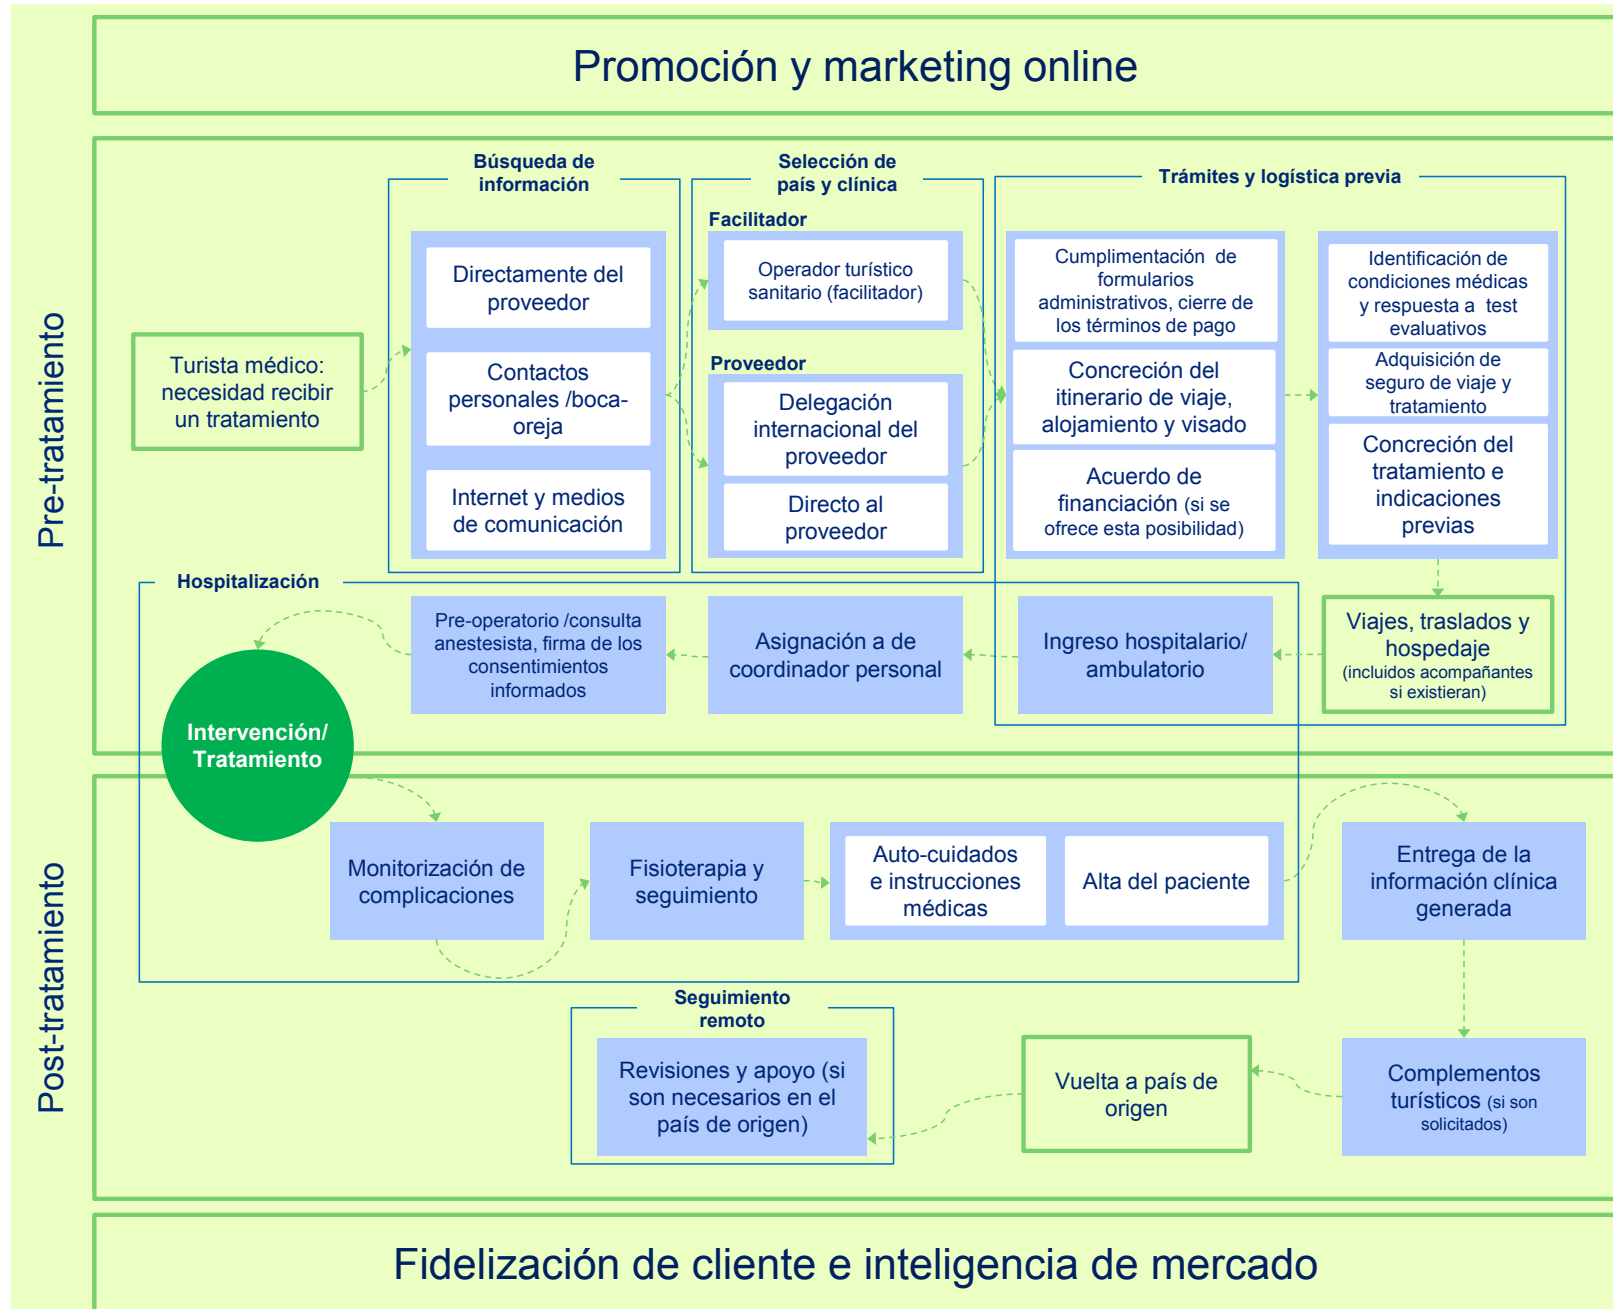 Promoción y marketing online
Pre-tratamiento
Búsqueda de
información
Selección de
país y clínica
Trámites y logística previa
Turista médico:
necesidad recibir
un tratamiento
Directamente del
proveedor
Contactos
personales /boca-
oreja
Internet y medios
de comunicación
Facilitador
Operador turístico
sanitario (facilitador)
Proveedor
Delegación
internacional del
proveedor
Directo al
proveedor
Cumplimentación de
formularios
administrativos, cierre de
los términos de pago
Concreción del
itinerario de viaje,
alojamiento y visado
Acuerdo de
financiación (si se
ofrece esta posibilidad)
Identificación de
condiciones médicas
y respuesta a test
evaluativos
Adquisición de
seguro de viaje y
tratamiento
Concreción del
tratamiento e
indicaciones
previas
Viajes, traslados y
hospedaje
(incluidos acompañantes
si existieran)
Hospitalización
Ingreso hospitalario/
ambulatorio
Asignación a de
coordinador personal
Pre-operatorio /consulta
anestesista, firma de los
consentimientos
informados
Intervención/
Tratamiento
Post-tratamiento
Monitorización de
complicaciones
Fisioterapia y
seguimiento
Auto-cuidados
e instrucciones
médicas
Alta del paciente
Entrega de la
información clínica
generada
Complementos
turísticos (si son
solicitados)
Vuelta a país de
origen
Seguimiento
remoto
Revisiones y apoyo (si
son necesarios en el
país de origen)
Fidelización de cliente e inteligencia de mercado